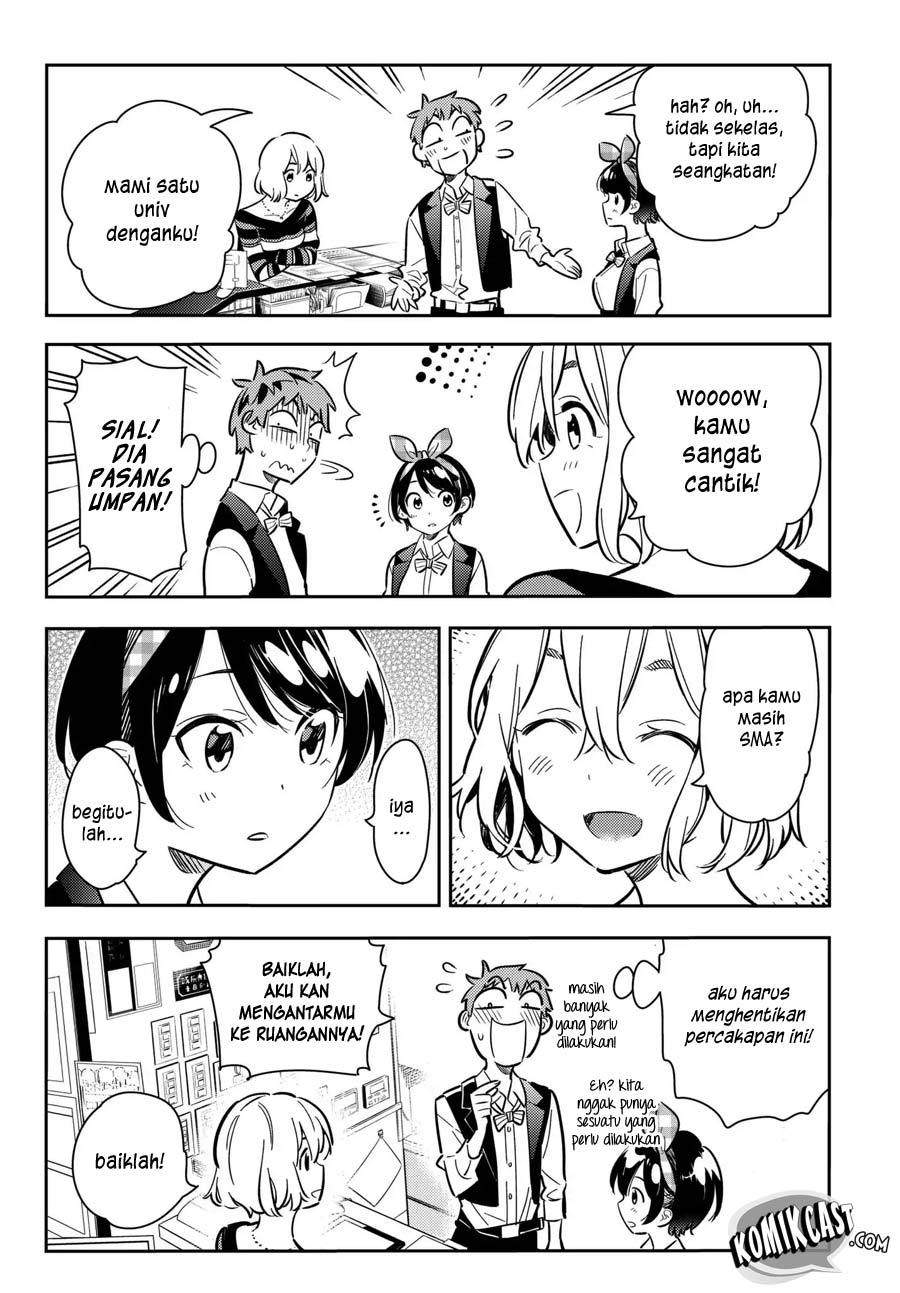 hah? oh, uh...
tidak sekelas,
tapi kita
seangkatan!
mami satu
univ
denganku!
WOOOOW,
kamu
sangat
cantik!
SIAL!
DIA
PASANG
UMPAN!
apa kamu
masih
SMA?
iya
...
begitu-
lah...
aku harus
menghentikan
percakapan ini!
masih
banyak
yang perlu
dilakukan!
Eh? kita
nggak punya
sesuatu yang
perlu dilakukan
BAIKLAH,
AKU KAN
MENGANTARMU
KE RUANGANNYA!
baiklah!
KOMIKCAST
.COM